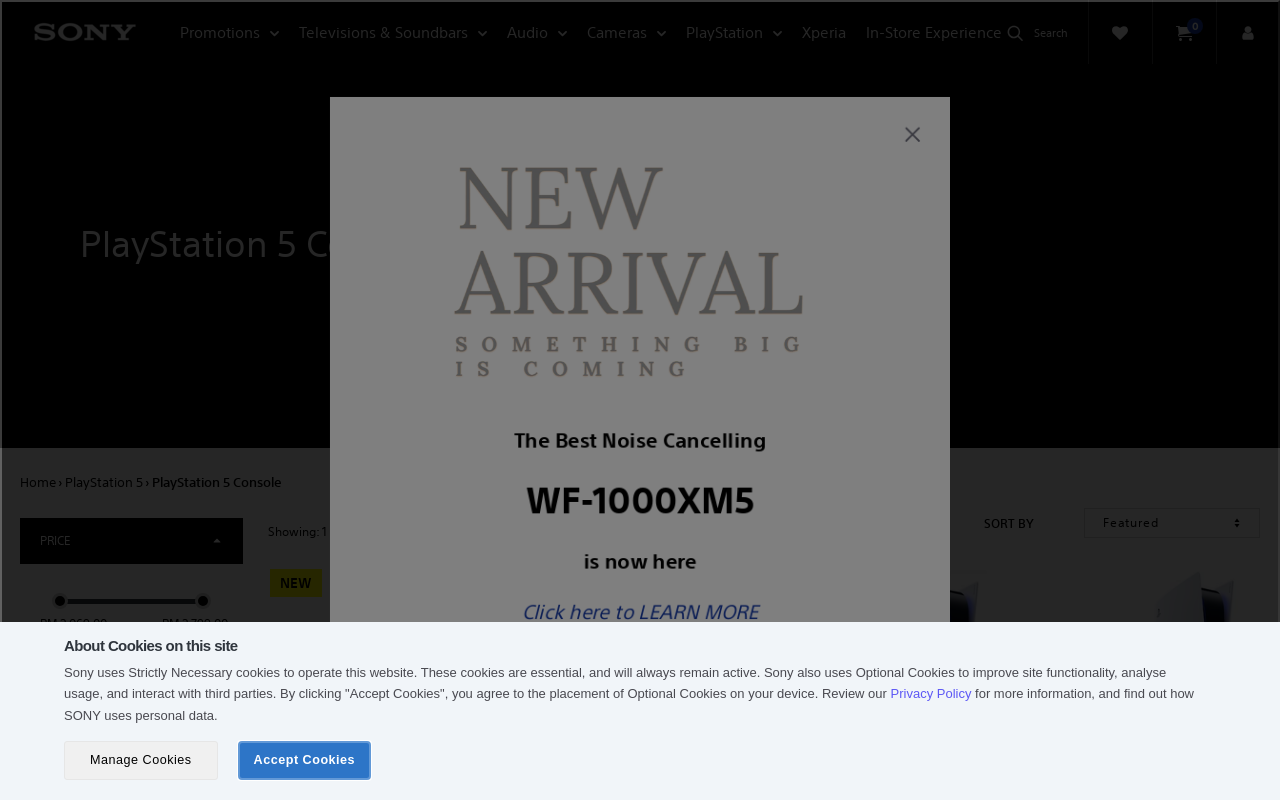 SONY
Promotions
Televisions & Soundbars
Audio
Cameras
PlayStation
Xperia
In-Store Experience
Search
0
PlayStation 5 Co
NEW
ARRIVAL
SOMETHING BIG
IS COMING
The Best Noise Cancelling
WF-1000XM5
is now here
Click here to LEARN MORE
Home › PlayStation 5 › PlayStation 5 Console
PRICE
Showing: 1
SORT BY
Featured
NEW
About Cookies on this site
Sony uses Strictly Necessary cookies to operate this website. These cookies are essential, and will always remain active. Sony also uses Optional Cookies to improve site functionality, analyse
usage, and interact with third parties. By clicking "Accept Cookies", you agree to the placement of Optional Cookies on your device. Review our Privacy Policy for more information, and find out how
SONY uses personal data.
Manage Cookies
Accept Cookies